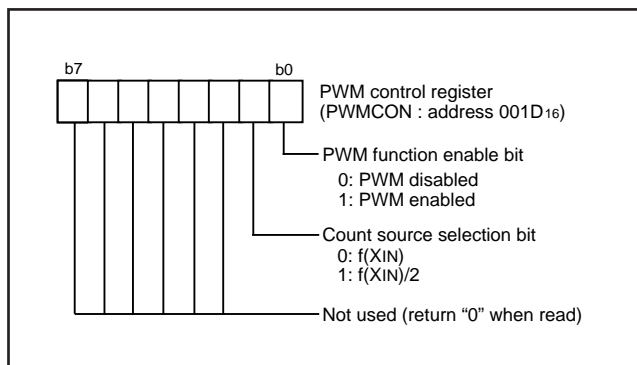 b7 b0
PWM control register
(PWMCON : address 001D16)
PWM function enable bit
0: PWM disabled
1: PWM enabled
Count source selection bit
0: f(XIN)
1: f(XIN)/2
Not used (return “0” when read)